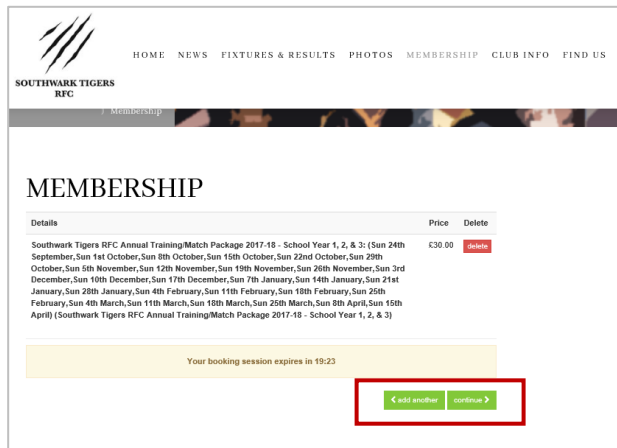 HOME NEWS FIXTURES & RESULTS PHOTOS MEMBERSHIP CLUB INFO FIND US
SOUTHWARK TIGERS
RFC
/ Membership
MEMBERSHIP
Details Price Delete
Southwark Tigers RFC Annual Training/Match Package 2017-18 - School Year 1, 2, & 3: (Sun 24th £30.00 delete
September,Sun 1st October,Sun 8th October,Sun 15th October,Sun 22nd October,Sun 29th
October,Sun 5th November,Sun 12th November,Sun 19th November,Sun 26th November,Sun 3rd
December,Sun 10th December,Sun 17th December,Sun 7th January,Sun 14th January,Sun 21st
January,Sun 28th January,Sun 4th February,Sun 11th February,Sun 18th February,Sun 25th
February,Sun 4th March,Sun 11th March,Sun 18th March,Sun 25th March,Sun 8th April,Sun 15th
April) (Southwark Tigers RFC Annual Training/Match Package 2017-18 - School Year 1, 2, & 3)
Your booking session expires in 19:23
add another continue